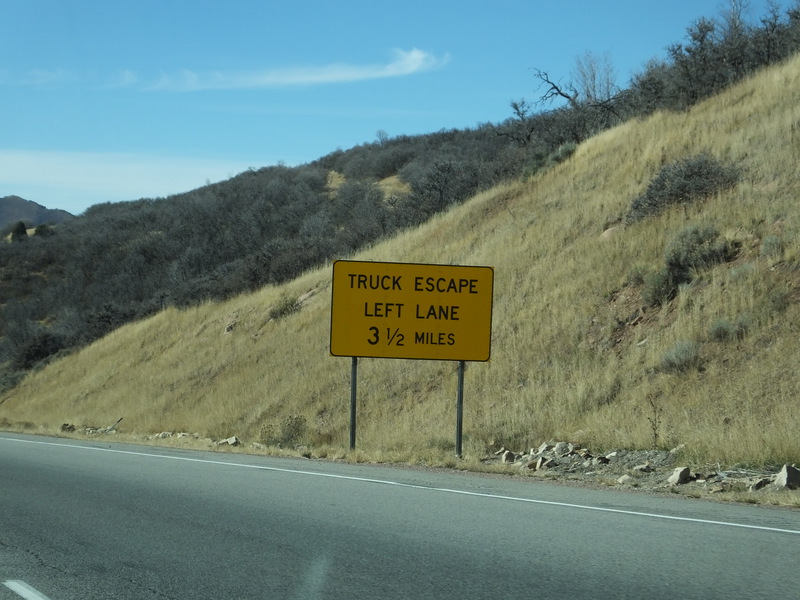 TRUCK ESCAPE
LEFT LANE
3 ½ MILES